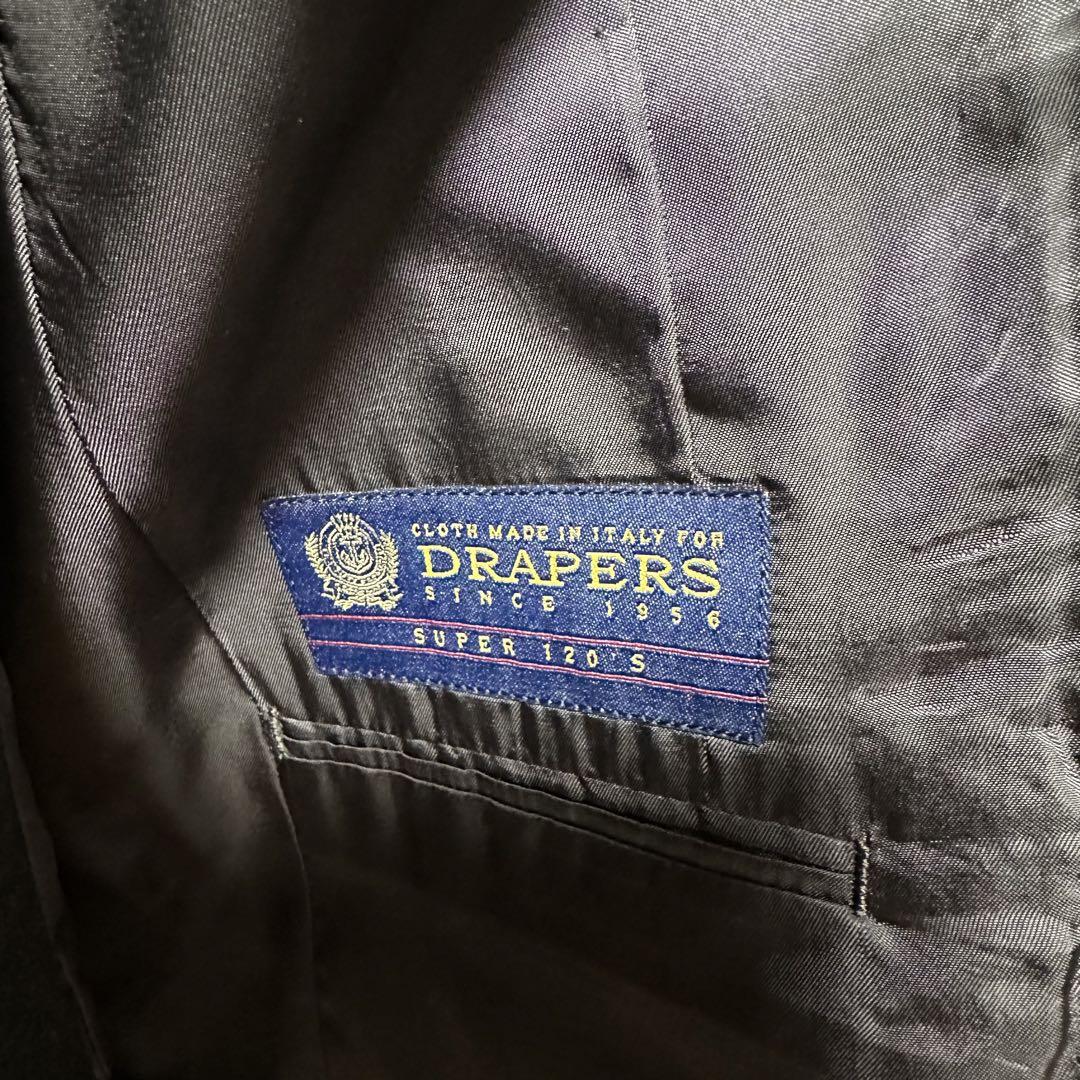 CLOTH MADE IN ITALY FOR
DRAPERS
SINCE 1956
SUPER 120'S